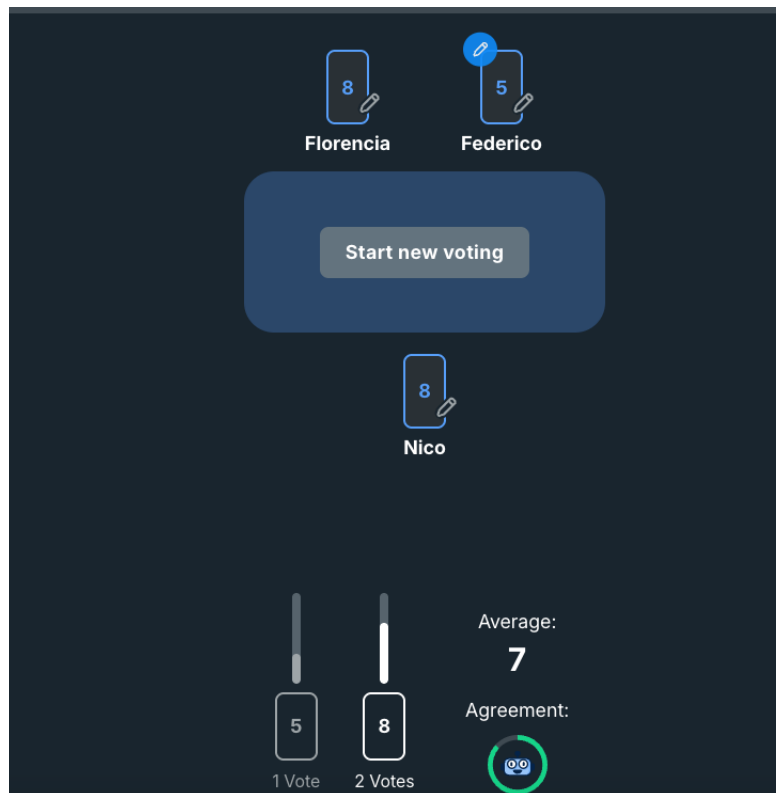 8
5
Florencia
Federico
Start new voting
8
Nico
Average:
7
Agreement:
5
8
1 Vote
2 Votes